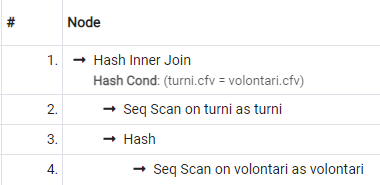 # Node
1. → Hash Inner Join
Hash Cond: (turni.cfv = volontari.cfv)
2. → Seq Scan on turni as turni
3. → Hash
4. → Seq Scan on volontari as volontari